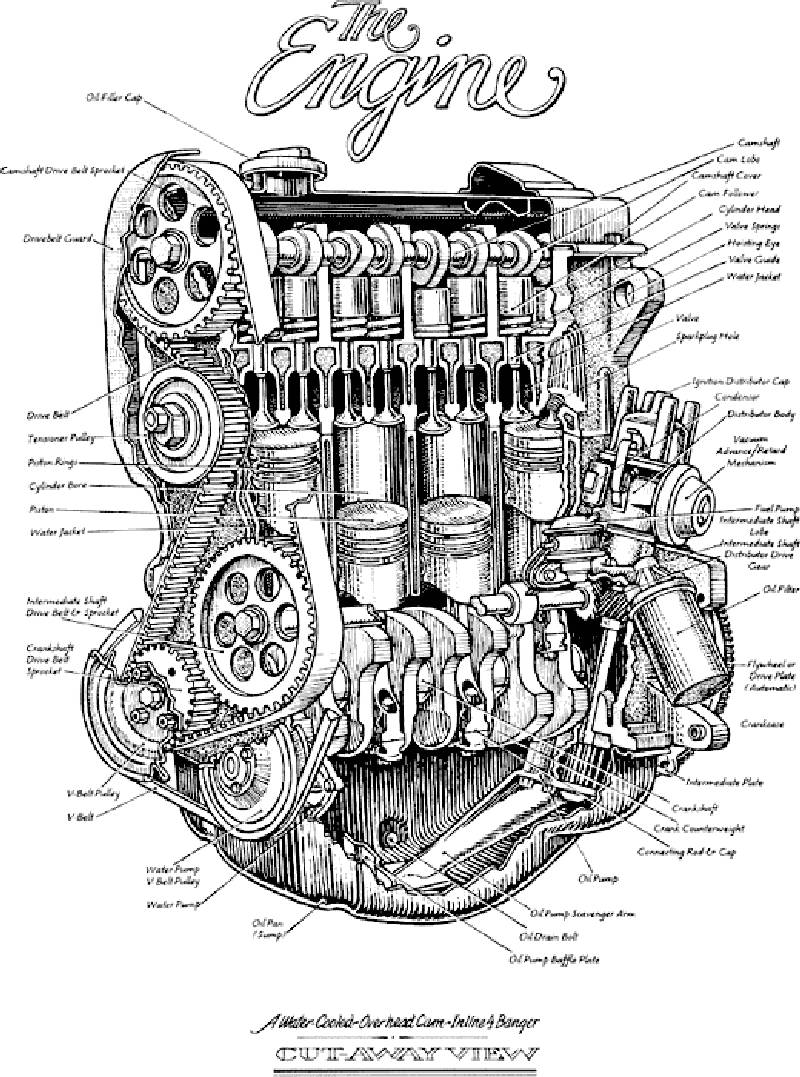 The
Engine
Oil Filler Cap
Camshaft Drive Belt Sprocket
Drivebelt Guard
Drive Belt
Tensioner Pulley
Piston Rings
Cylinder Bore
Piston
Water Jacket
Intermediate Shaft
Drive Belt & Sprocket
Crankshaft
Drive Belt
Sprocket
V-Belt Pulley
V Belt
Water Pump
V Belt Pulley
Water Pump
Oil Pan
(Sump)
Camshaft
Cam Lobe
Camshaft Cover
Cam Follower
Cylinder Head
Valve Springs
Hoisting Eye
Valve Guide
Water Jacket
Valve
Sparkplug Hole
Ignition Distributor Cap
Condensor
Distributor Body
Vacuum
Advance/Retard
Mechanism
Fuel Pump
Intermediate Shaft
Lobe
Intermediate Shaft
Distributor Drive
Gear
Oil Filter
Flywheel or
Drive Plate
(Automatic)
Crankcase
Intermediate Plate
Crankshaft
Crank Counterweight
Connecting Rod & Cap
Oil Pump
Oil Pump Scavenger Arm
Oil Drain Bolt
Oil Pump Baffle Plate
A Water-Cooled-Overhead Cam-Inline 4 Banger
CUT-AWAY VIEW